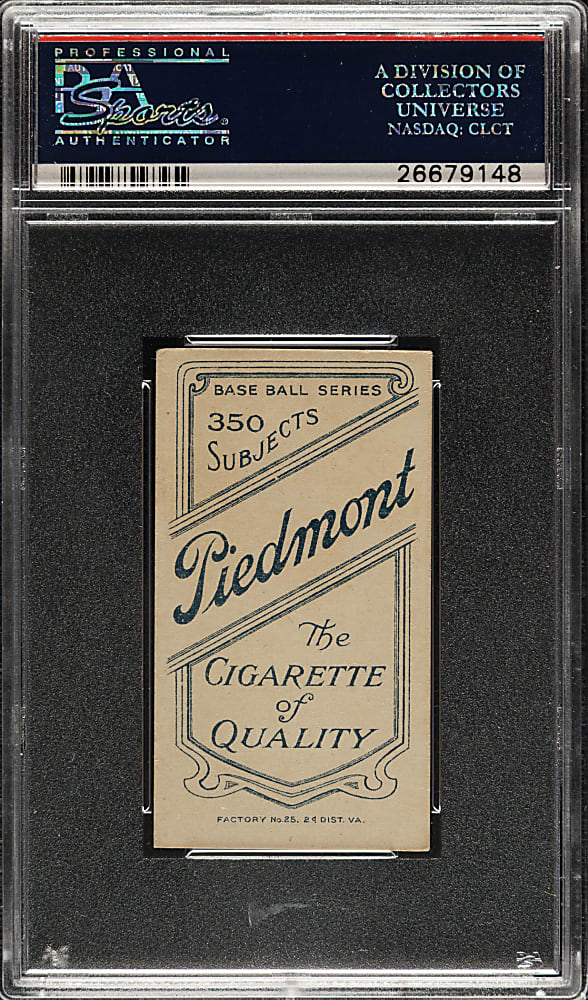 PROFESSIONAL
PSA
Sports®
AUTHENTICATOR
A DIVISION OF
COLLECTORS
UNIVERSE
NASDAQ: CLCT
26679148
BASE BALL SERIES
350
SUBJECTS
Piedmont
The
CIGARETTE
of
QUALITY
FACTORY No.25, 2d DIST. VA.